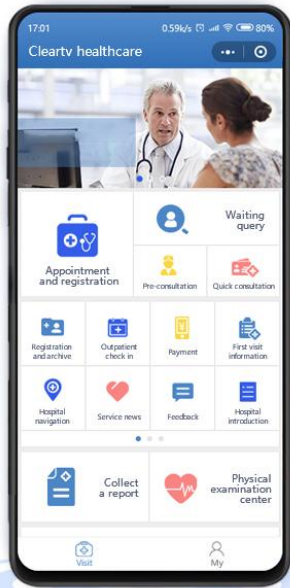 17:01 0.59k/s 80%
Cleartv healthcare
Waiting
query
Appointment
and registration
Pre-consultation Quick consultation
Registration
and archive
Outpatient
check in
Payment
First visit
information
Hospital
navigation
Service news
Feedback
Hospital
introduction
Collect
a report
Physical
examination
center
Visit
My